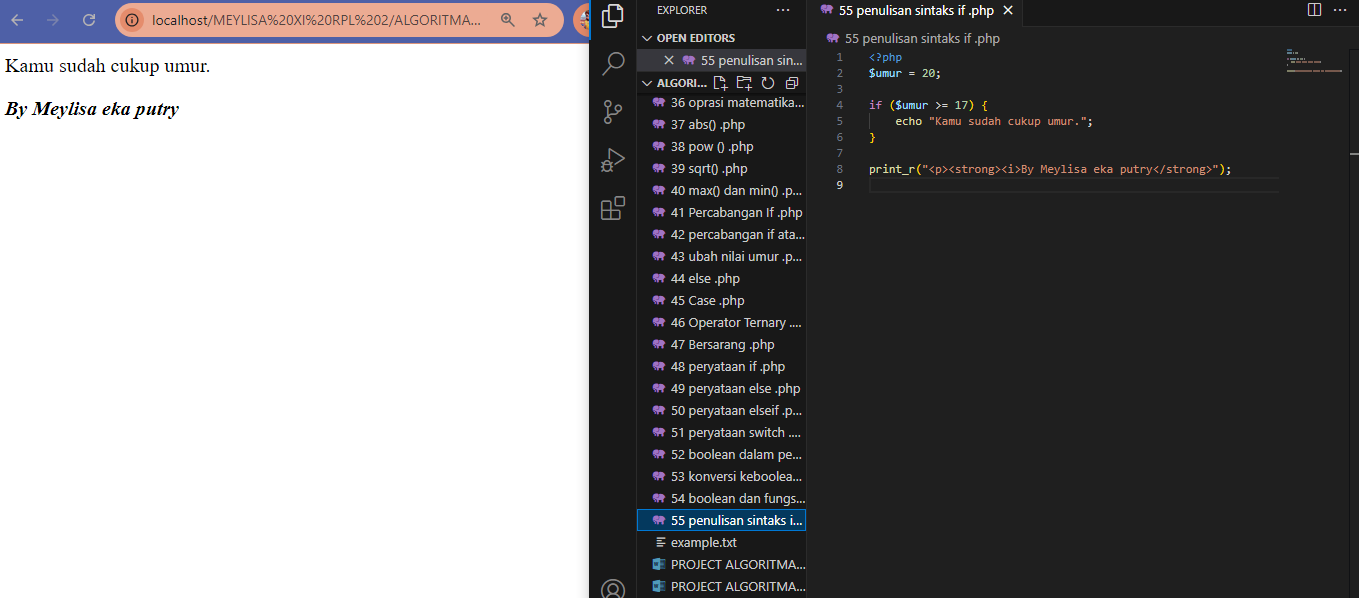 localhost/MEYLISA%20XI%20RPL%202/ALGORITMA...
Kamu sudah cukup umur.
By Meylisa eka putry
EXPLORER
OPEN EDITORS
55 penulisan sin...
ALGORI...
36 oprasi matematika...
37 abs() .php
38 pow () .php
39 sqrt() .php
40 max() dan min() .p...
41 Percabangan If .php
42 percabangan if ata...
43 ubah nilai umur .p...
44 else .php
45 Case .php
46 Operator Ternary ....
47 Bersarang .php
48 peryataan if .php
49 peryataan else .php
50 peryataan elseif .p...
51 peryataan switch ....
52 boolean dalam pe...
53 konversi keboolea...
54 boolean dan fungs...
55 penulisan sintaks i...
example.txt
PROJECT ALGORITMA...
PROJECT ALGORITMA...
55 penulisan sintaks if .php
55 penulisan sintaks if .php
1 <?php
2 $umur = 20;
3
4 if ($umur >= 17) {
5 echo "Kamu sudah cukup umur.";
6 }
7
8 print_r("<p><strong><i>By Meylisa eka putry</strong>");
9